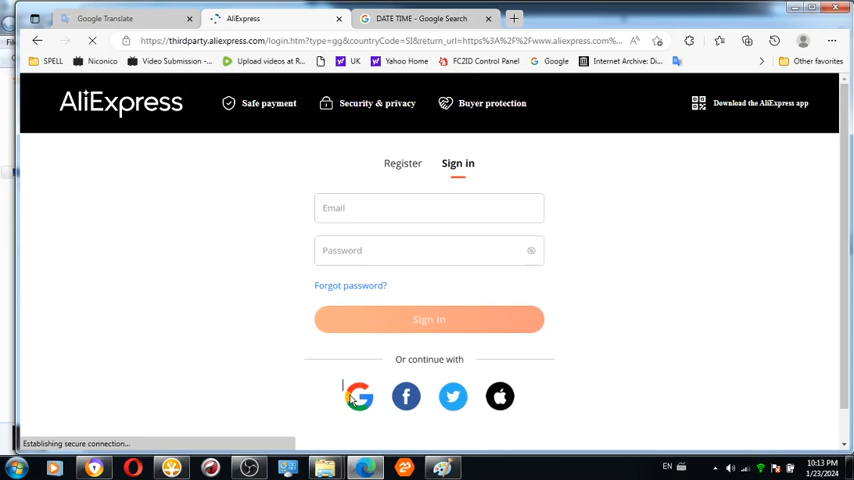 Google Translate
AliExpress
DATE TIME - Google Search
https://thirdparty.aliexpress.com/login.htm?type=gg&countryCode=SI&return_url=https%3A%2F%2Fwww.aliexpress.com%...
SPELL
Niconico
Video Submission -...
Upload videos at R...
UK
Yahoo Home
FC2ID Control Panel
Google
Internet Archive: Di...
Other favorites
AliExpress
Safe payment
Security & privacy
Buyer protection
Download the AliExpress app
Register
Sign in
Email
Password
Forgot password?
Sign in
Or continue with
Establishing secure connection...
EN
10:13 PM
1/23/2024